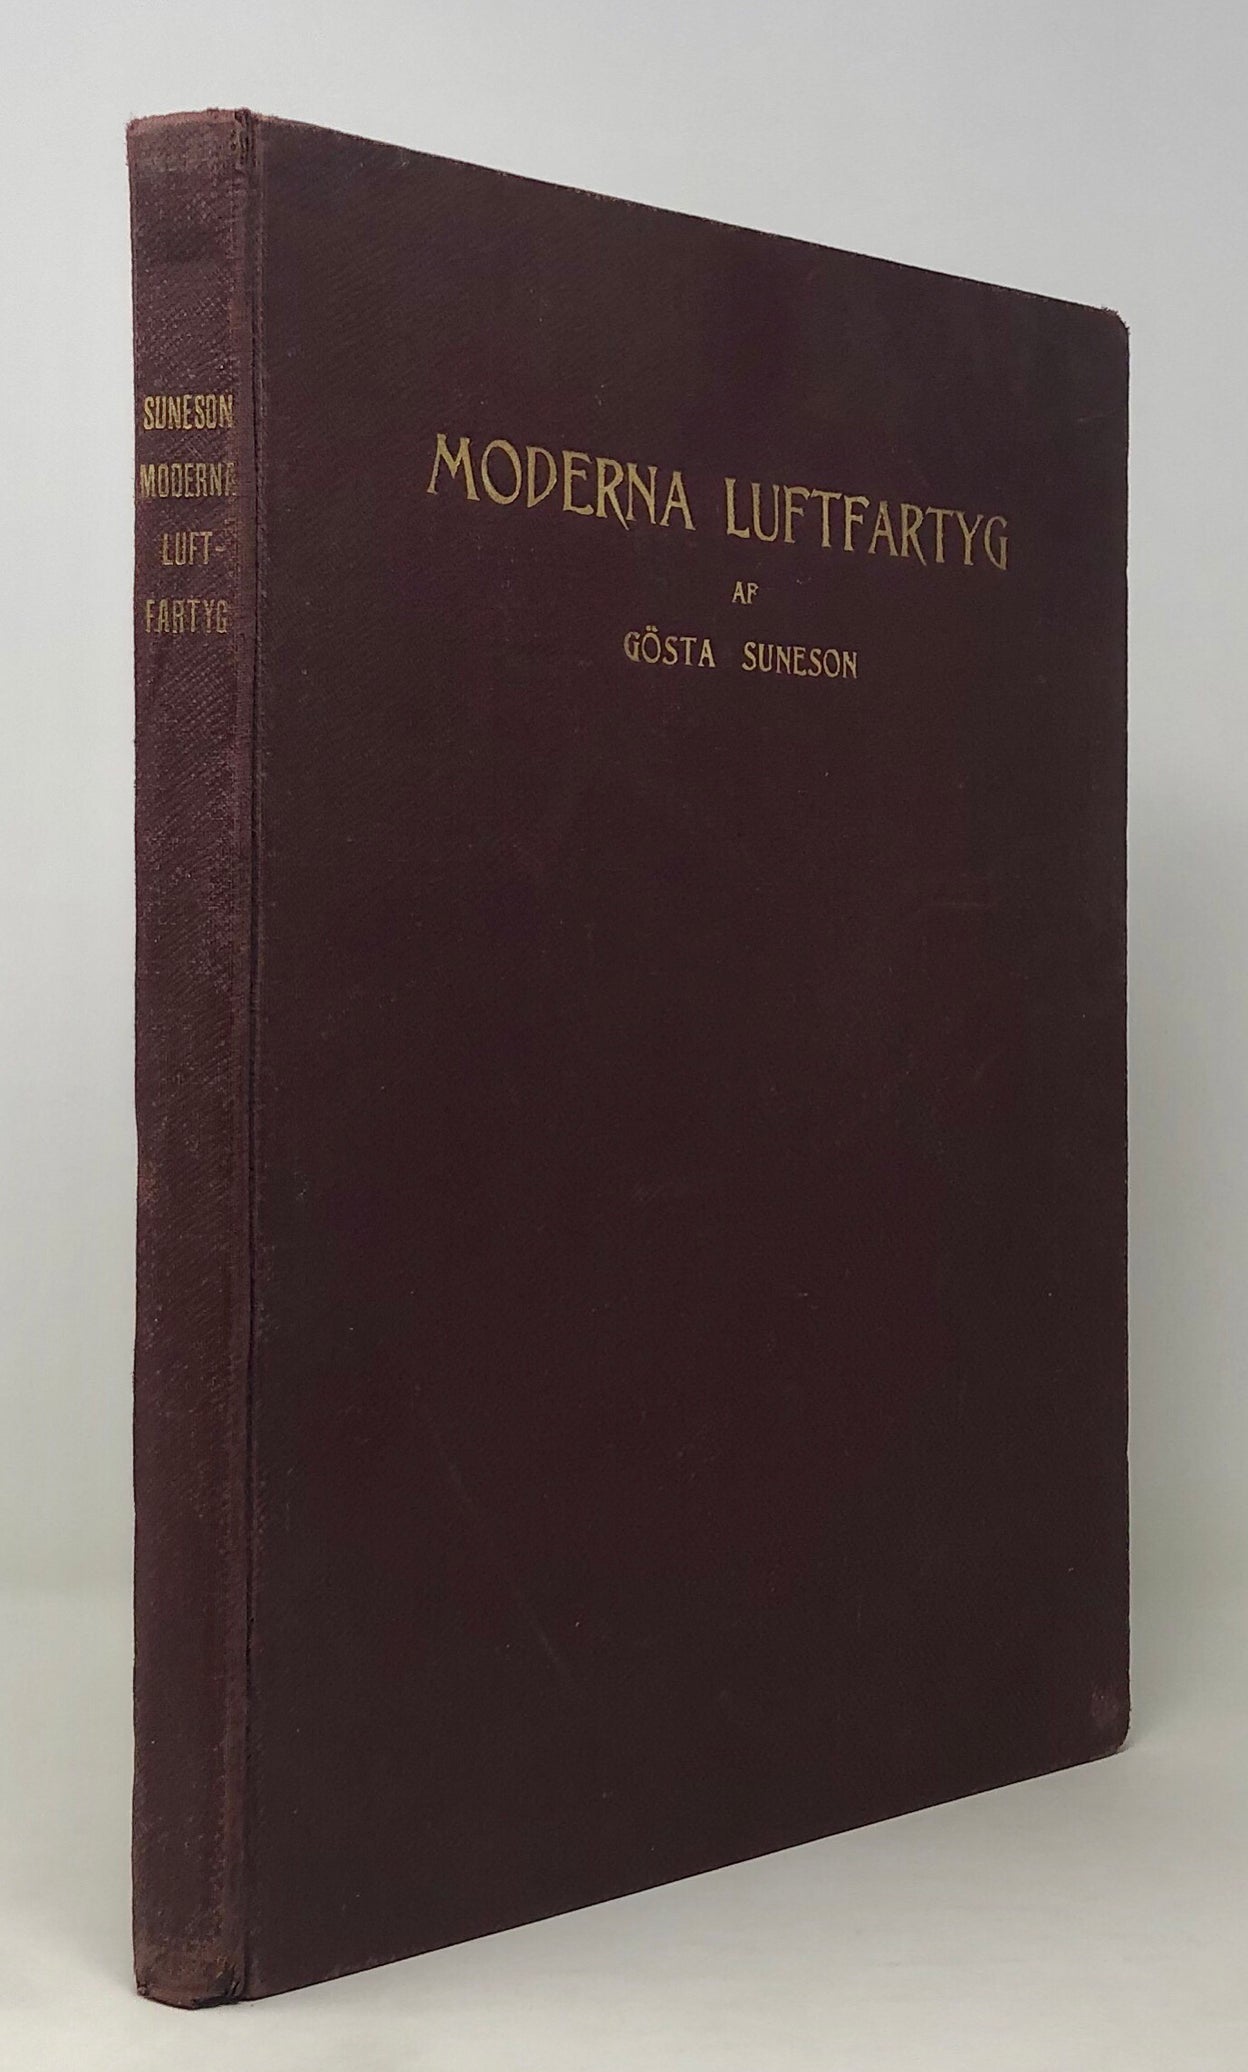 SUNESON
MODERNA
LUFT-
FARTYG
MODERNA LUFTFARTYG
AF
GÖSTA SUNESON